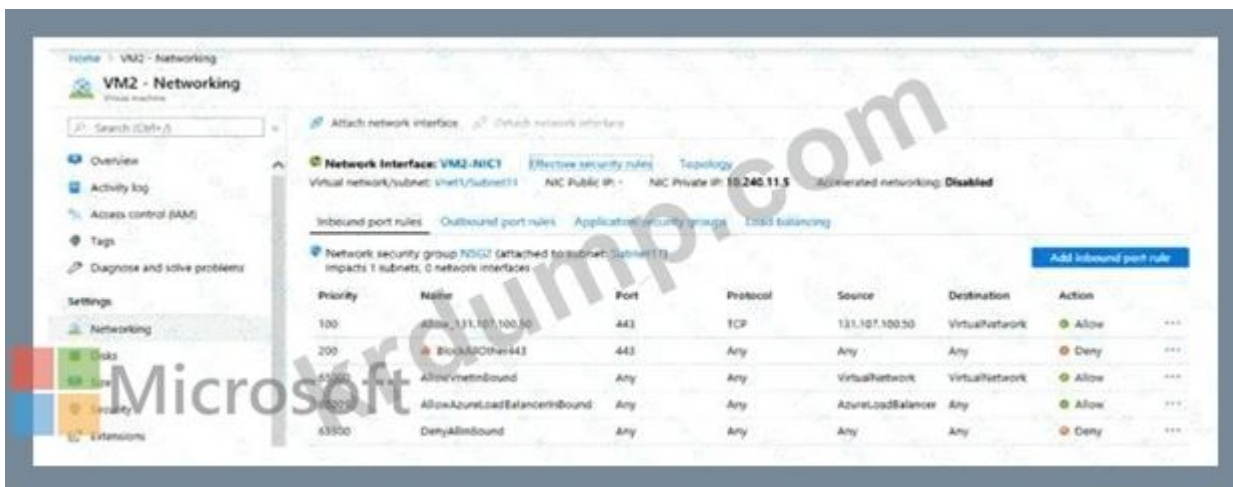 Home > VM2 - Networking
VM2 - Networking
Virtual machine
Search (Ctrl+/)
Attach network interface Detach network interface
Overview
Activity log
Access control (IAM)
Tags
Diagnose and solve problems
Settings
Networking
Disks
Size
Security
Extensions
Network Interface: VM2-NIC1 Effective security rules Topology
Virtual network/subnet: Vnet1/Subnet11 NIC Public IP: - NIC Private IP: 10.240.11.5 Accelerated networking: Disabled
Inbound port rules Outbound port rules Application security groups Load balancing
Network security group NSG2 (attached to subnet: Subnet11)
Impacts 1 subnets, 0 network interfaces
Add inbound port rule
Priority Name Port Protocol Source Destination Action
100 Allow_131.107.100.50 443 TCP 131.107.100.50 VirtualNetwork Allow ...
200 BlockAllOther443 443 Any Any Any Deny ...
AllowVnetInBound Any Any VirtualNetwork VirtualNetwork Allow ...
AllowAzureLoadBalancerInBound Any Any AzureLoadBalancer Any Allow ...
65500 DenyAllInBound Any Any Any Any Deny ...
krdump.com
Microsoft